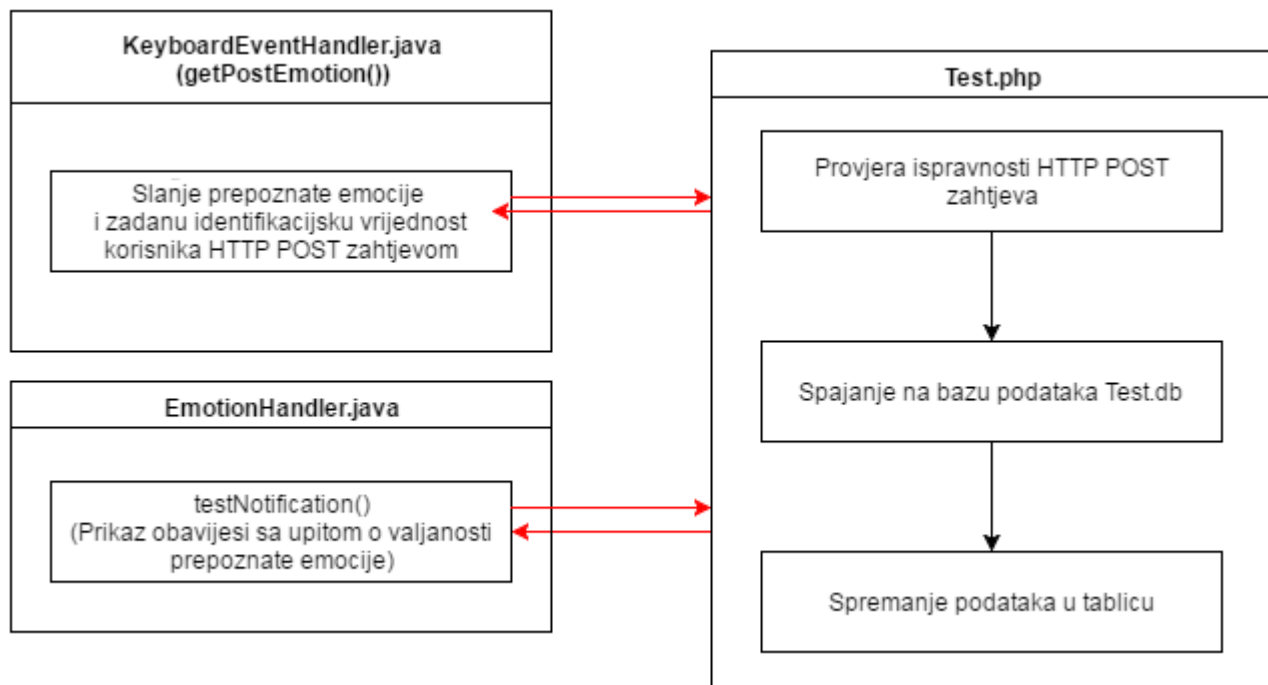 KeyboardEventHandler.java
(getPostEmotion())
Slanje prepoznate emocije
i zadanu identifikacijsku vrijednost
korisnika HTTP POST zahtjevom
EmotionHandler.java
testNotification()
(Prikaz obavijesi sa upitom o valjanosti
prepoznate emocije)
Test.php
Provjera ispravnosti HTTP POST
zahtjeva
Spajanje na bazu podataka Test.db
Spremanje podataka u tablicu